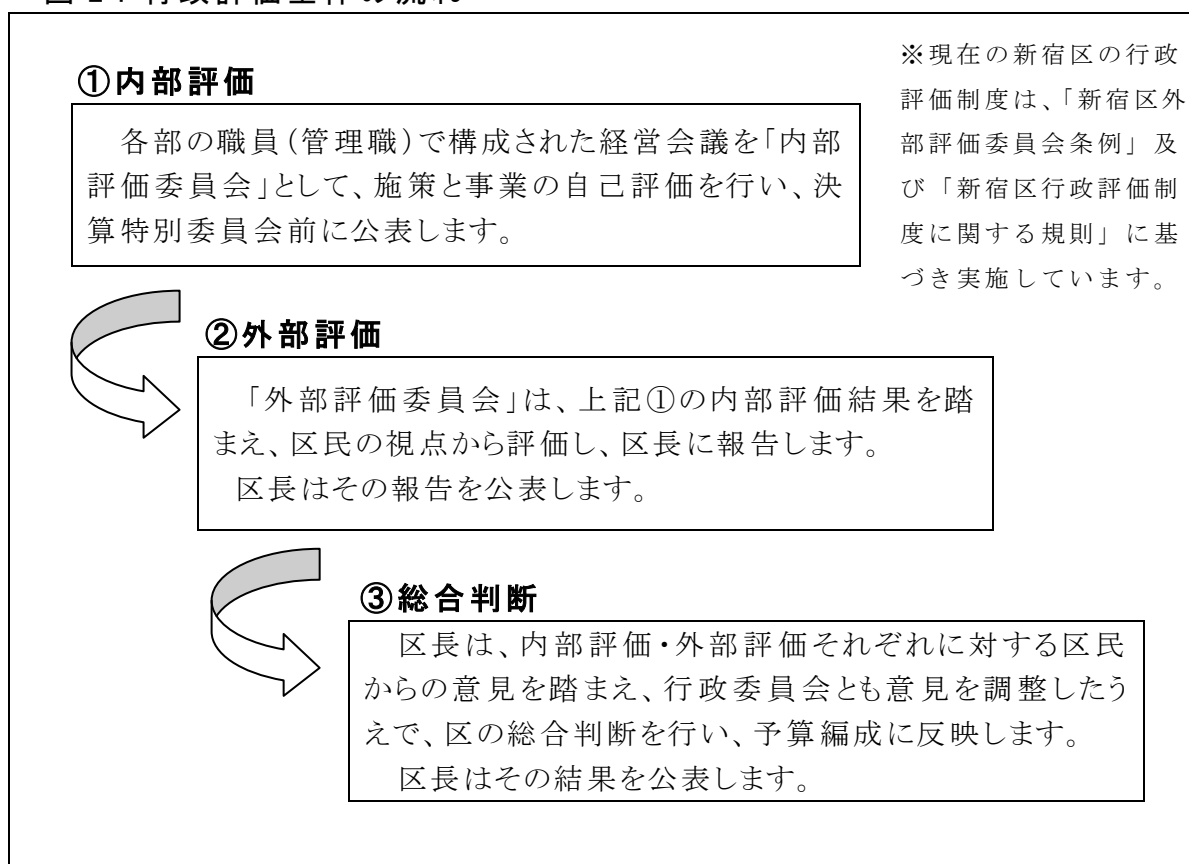 ①内部評価
各部の職員(管理職)で構成された経営会議を「内部
評価委員会」として、施策と事業の自己評価を行い、決
算特別委員会前に公表します。
※現在の新宿区の行政
評価制度は、「新宿区外
部評価委員会条例」及
び「新宿区行政評価制
度に関する規則」に基
づき実施しています。
②外部評価
「外部評価委員会」は、上記①の内部評価結果を踏
まえ、区民の視点から評価し、区長に報告します。
区長はその報告を公表します。
③総合判断
区長は、内部評価・外部評価それぞれに対する区民
からの意見を踏まえ、行政委員会とも意見を調整したう
えで、区の総合判断を行い、予算編成に反映します。
区長はその結果を公表します。